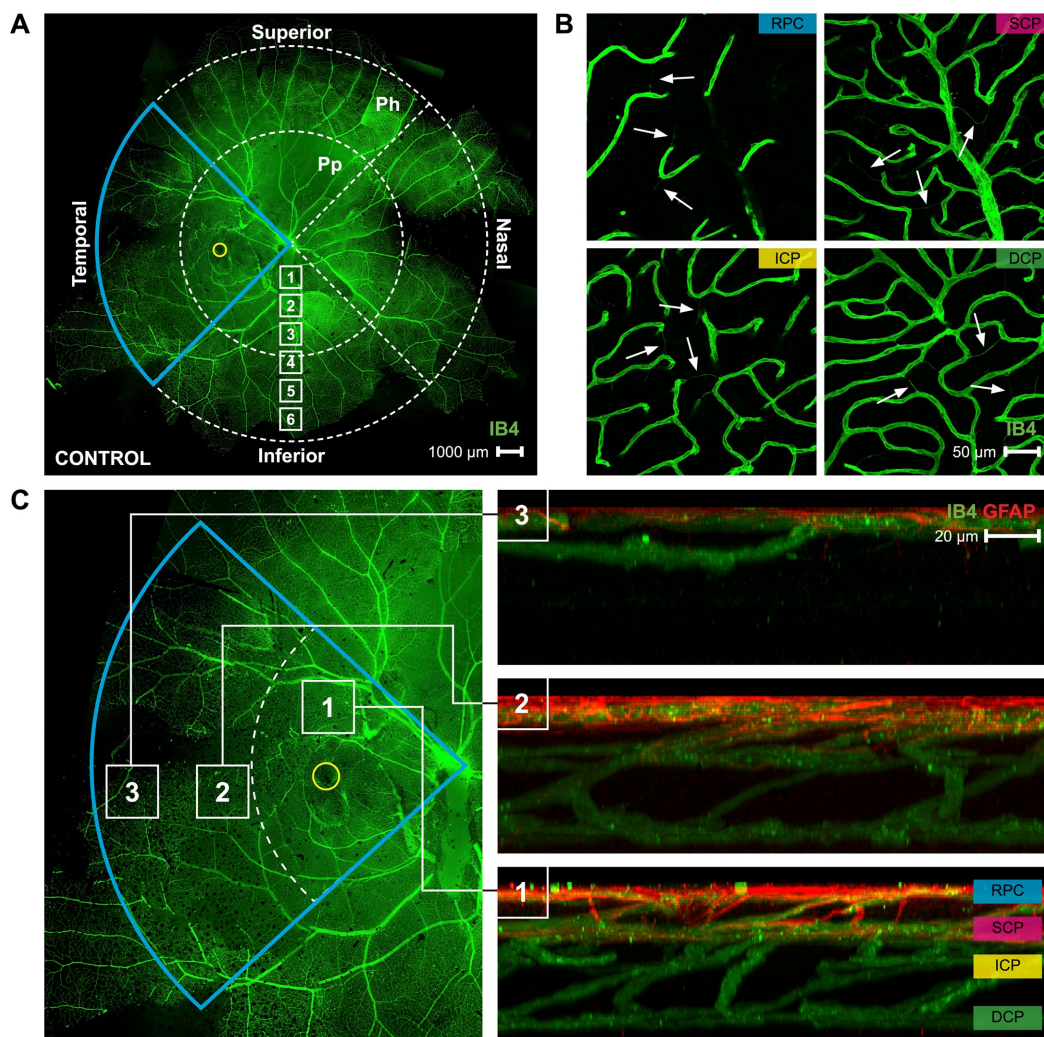 A
Superior
Ph
Pp
Temporal
Nasal
1
2
3
4
5
6
IB4
CONTROL
Inferior
1000 µm
B
RPC
SCP
ICP
DCP
IB4
50 µm
C
1
2
3
3
IB4 GFAP
20 µm
2
1
RPC
SCP
ICP
DCP